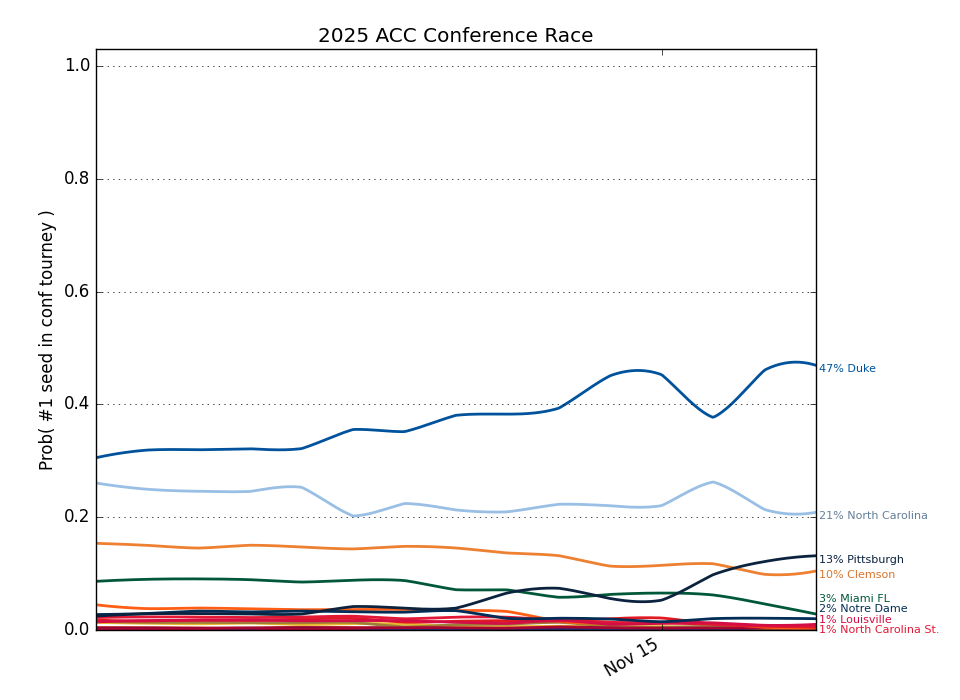 2025 ACC Conference Race
Prob( #1 seed in conf tourney )
1.0
0.8
0.6
0.4
0.2
0.0
Nov 15
47% Duke
21% North Carolina
13% Pittsburgh
10% Clemson
3% Miami FL
2% Notre Dame
1% Louisville
1% North Carolina St.